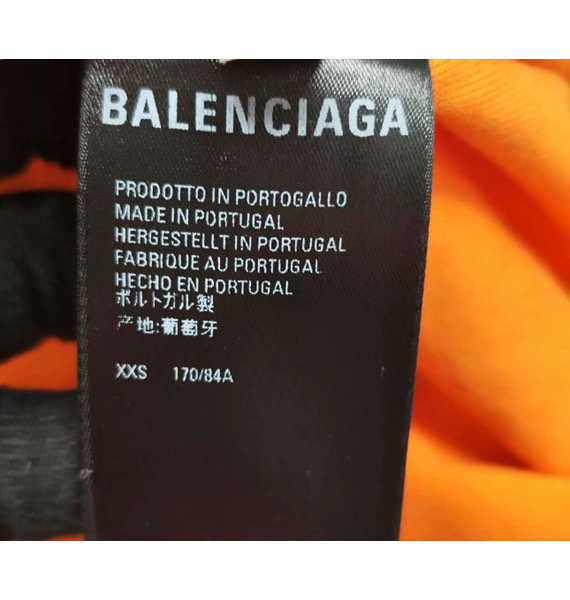 BALENCIAGA
PRODOTTO IN PORTOGALLO
MADE IN PORTUGAL
HERGESTELLT IN PORTUGAL
FABRIQUE AU PORTUGAL
HECHO EN PORTUGAL
ポルトガル製
产地:葡萄牙
XXS 170/84A